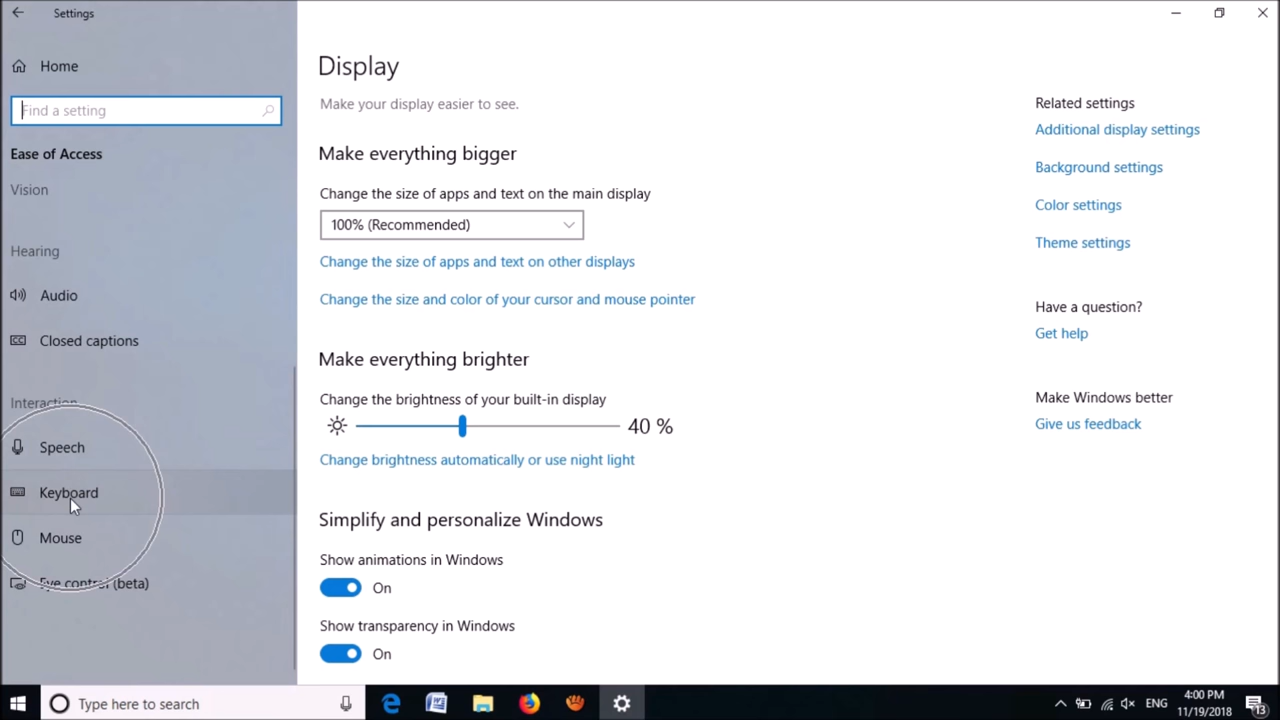 Settings
Home
Find a setting
Ease of Access
Vision
Hearing
Audio
Closed captions
Interaction
Speech
Keyboard
Mouse
Eye control (beta)
Display
Make your display easier to see.
Make everything bigger
Change the size of apps and text on the main display
100% (Recommended)
Change the size of apps and text on other displays
Change the size and color of your cursor and mouse pointer
Make everything brighter
Change the brightness of your built-in display
40 %
Change brightness automatically or use night light
Simplify and personalize Windows
Show animations in Windows
On
Show transparency in Windows
On
Related settings
Additional display settings
Background settings
Color settings
Theme settings
Have a question?
Get help
Make Windows better
Give us feedback
Type here to search
ENG
4:00 PM
11/19/2018
13